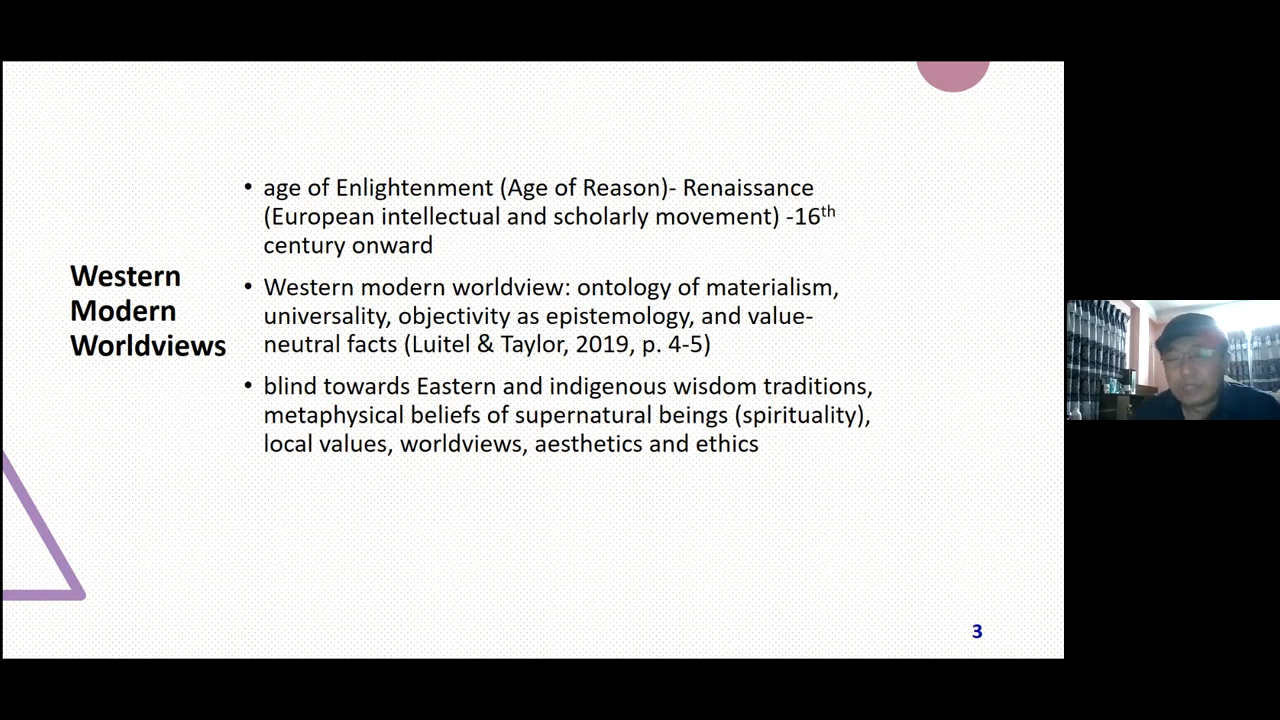 Western
Modern
Worldviews
• age of Enlightenment (Age of Reason)- Renaissance
(European intellectual and scholarly movement) -16th
century onward
• Western modern worldview: ontology of materialism,
universality, objectivity as epistemology, and value-
neutral facts (Luitel & Taylor, 2019, p. 4-5)
• blind towards Eastern and indigenous wisdom traditions,
metaphysical beliefs of supernatural beings (spirituality),
local values, worldviews, aesthetics and ethics
3